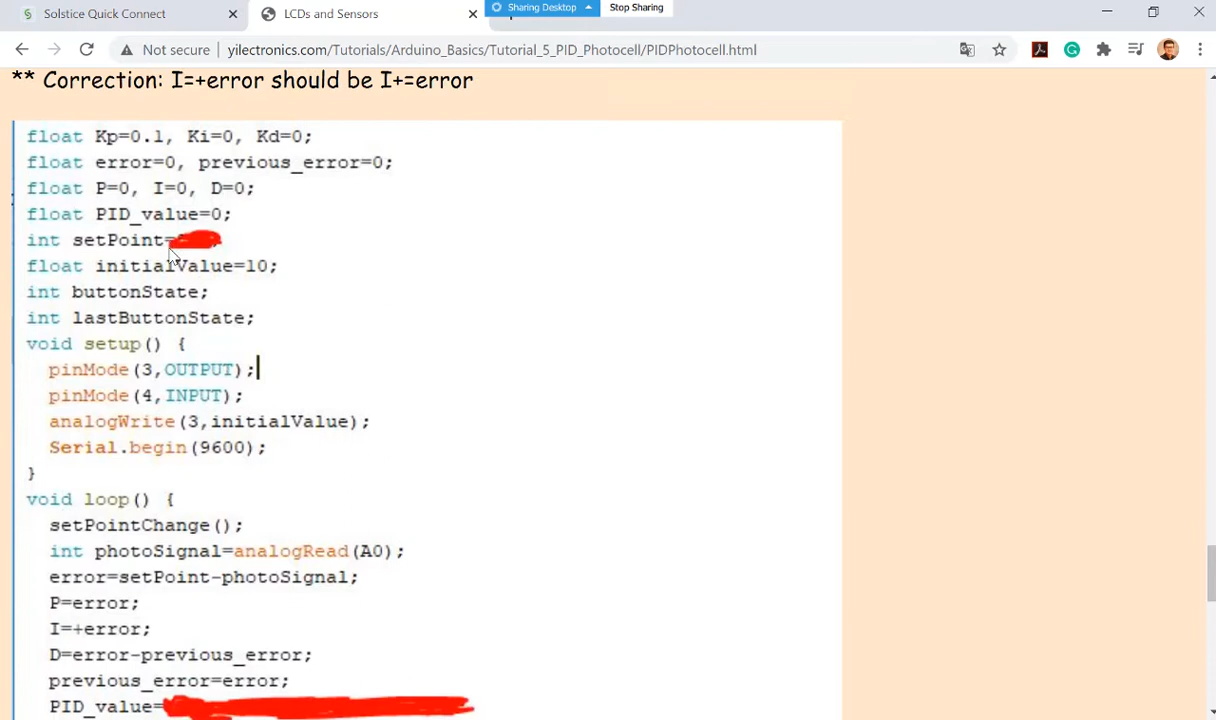 Solstice Quick Connect
LCDs and Sensors
Sharing Desktop
Stop Sharing
Not secure
yilectronics.com/Tutorials/Arduino_Basics/Tutorial_5_PID_Photocell/PIDPhotocell.html
** Correction: I=+error should be I+=error
float Kp=0.1, Ki=0, Kd=0;
float error=0, previous_error=0;
float P=0, I=0, D=0;
float PID_value=0;
int setPoint=
float initialValue=10;
int buttonState;
int lastButtonState;
void setup() {
pinMode(3,OUTPUT);
pinMode(4,INPUT);
analogWrite(3,initialValue);
Serial.begin(9600);
}
void loop() {
setPointChange();
int photoSignal=analogRead(A0);
error=setPoint-photoSignal;
P=error;
I=+error;
D=error-previous_error;
previous_error=error;
PID_value=